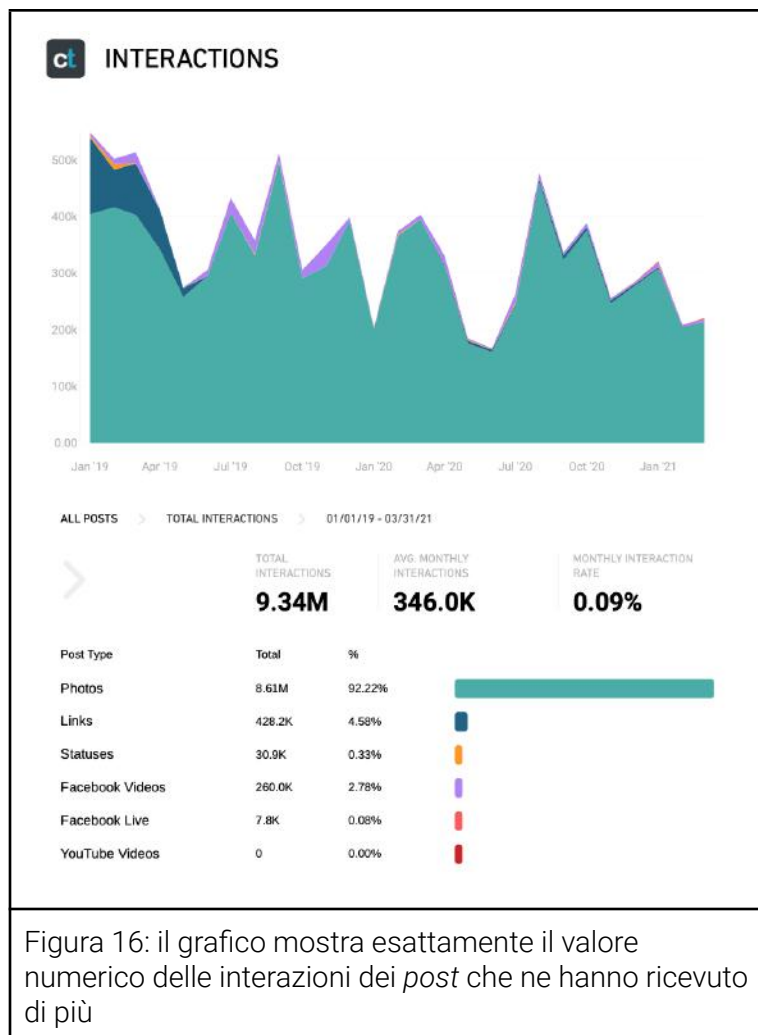 ct INTERACTIONS
500k
400k
300k
200k
100k
0.00
Jan '19 Apr '19 Jul '19 Oct '19 Jan '20 Apr '20 Jul '20 Oct '20 Jan '21
ALL POSTS TOTAL INTERACTIONS 01/01/19 - 03/31/21
TOTAL INTERACTIONS
9.34M
AVG. MONTHLY INTERACTIONS
346.0K
MONTHLY INTERACTION RATE
0.09%
Post Type Total %
Photos 8.61M 92.22%
Links 428.2K 4.58%
Statuses 30.9K 0.33%
Facebook Videos 260.0K 2.78%
Facebook Live 7.8K 0.08%
YouTube Videos 0 0.00%
Figura 16: il grafico mostra esattamente il valore
numerico delle interazioni dei post che ne hanno ricevuto
di più